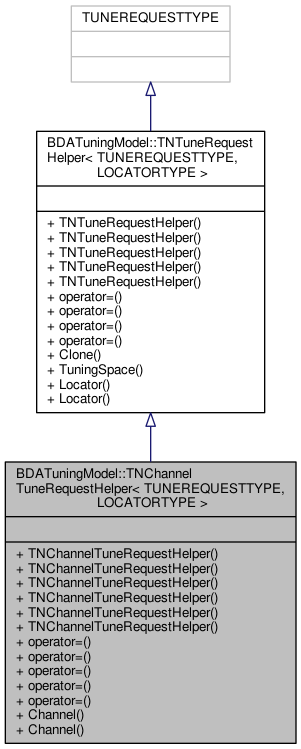 TUNEREQUESTTYPE
BDATuningModel::TNTuneRequest
Helper< TUNEREQUESTTYPE,
LOCATORTYPE >
+ TNTuneRequestHelper()
+ TNTuneRequestHelper()
+ TNTuneRequestHelper()
+ TNTuneRequestHelper()
+ TNTuneRequestHelper()
+ operator=()
+ operator=()
+ operator=()
+ operator=()
+ Clone()
+ TuningSpace()
+ Locator()
+ Locator()
BDATuningModel::TNChannel
TuneRequestHelper< TUNEREQUESTTYPE,
LOCATORTYPE >
+ TNChannelTuneRequestHelper()
+ TNChannelTuneRequestHelper()
+ TNChannelTuneRequestHelper()
+ TNChannelTuneRequestHelper()
+ TNChannelTuneRequestHelper()
+ TNChannelTuneRequestHelper()
+ operator=()
+ operator=()
+ operator=()
+ operator=()
+ operator=()
+ Channel()
+ Channel()